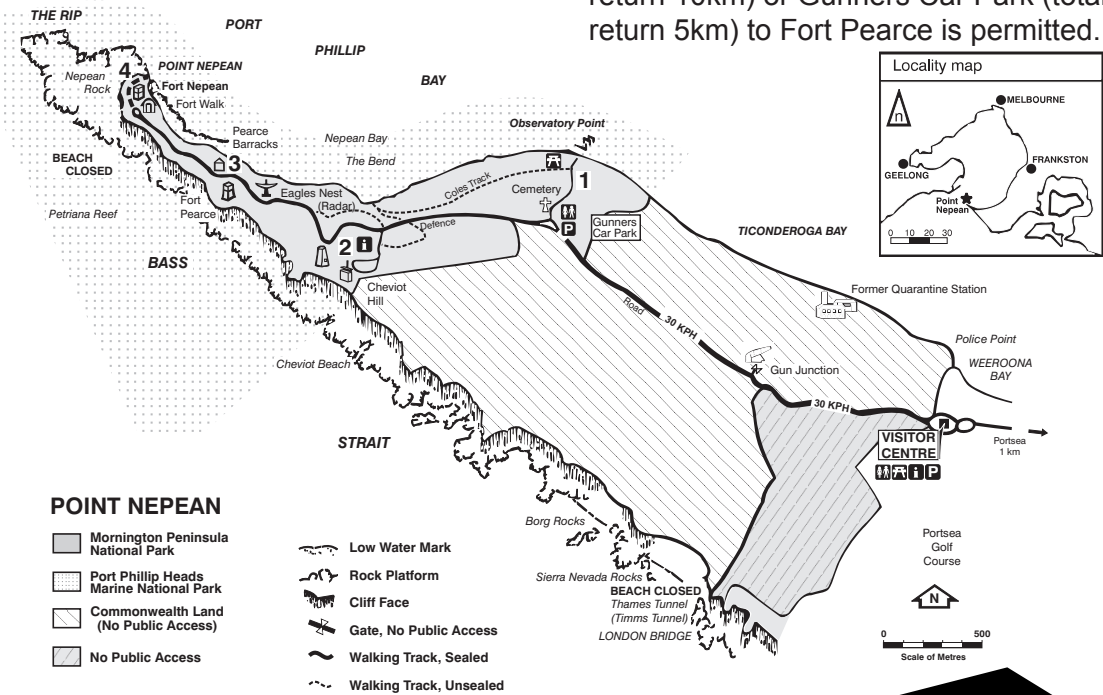 return 10km) or Gunners Car Park (total
return 5km) to Fort Pearce is permitted.
THE RIP
PORT
PHILLIP
BAY
Nepean
Rock
4
POINT NEPEAN
Fort Nepean
Fort Walk
Pearce
Barracks
Nepean Bay
The Bend
Observatory Point
BEACH
CLOSED
3
Eagles Nest
(Radar)
Coles Track
Cemetery
1
P
Gunners
Car Park
Petriana Reef
Fort
Pearce
Defence
2
i
BASS
Cheviot
Hill
TICONDEROGA BAY
Road
30 KPH
Former Quarantine Station
Police Point
WEEROONA
BAY
Cheviot Beach
Gun Junction
30 KPH
STRAIT
VISITOR
CENTRE
i P
Portsea
1 km
Borg Rocks
Sierra Nevada Rocks
BEACH CLOSED
Thames Tunnel
(Timms Tunnel)
LONDON BRIDGE
Portsea
Golf
Course
N
0 500
Scale of Metres
Locality map
n
MELBOURNE
GEELONG
FRANKSTON
Point
Nepean
0 10 20 30
POINT NEPEAN
Mornington Peninsula
National Park
Port Phillip Heads
Marine National Park
Commonwealth Land
(No Public Access)
No Public Access
Low Water Mark
Rock Platform
Cliff Face
Gate, No Public Access
Walking Track, Sealed
Walking Track, Unsealed